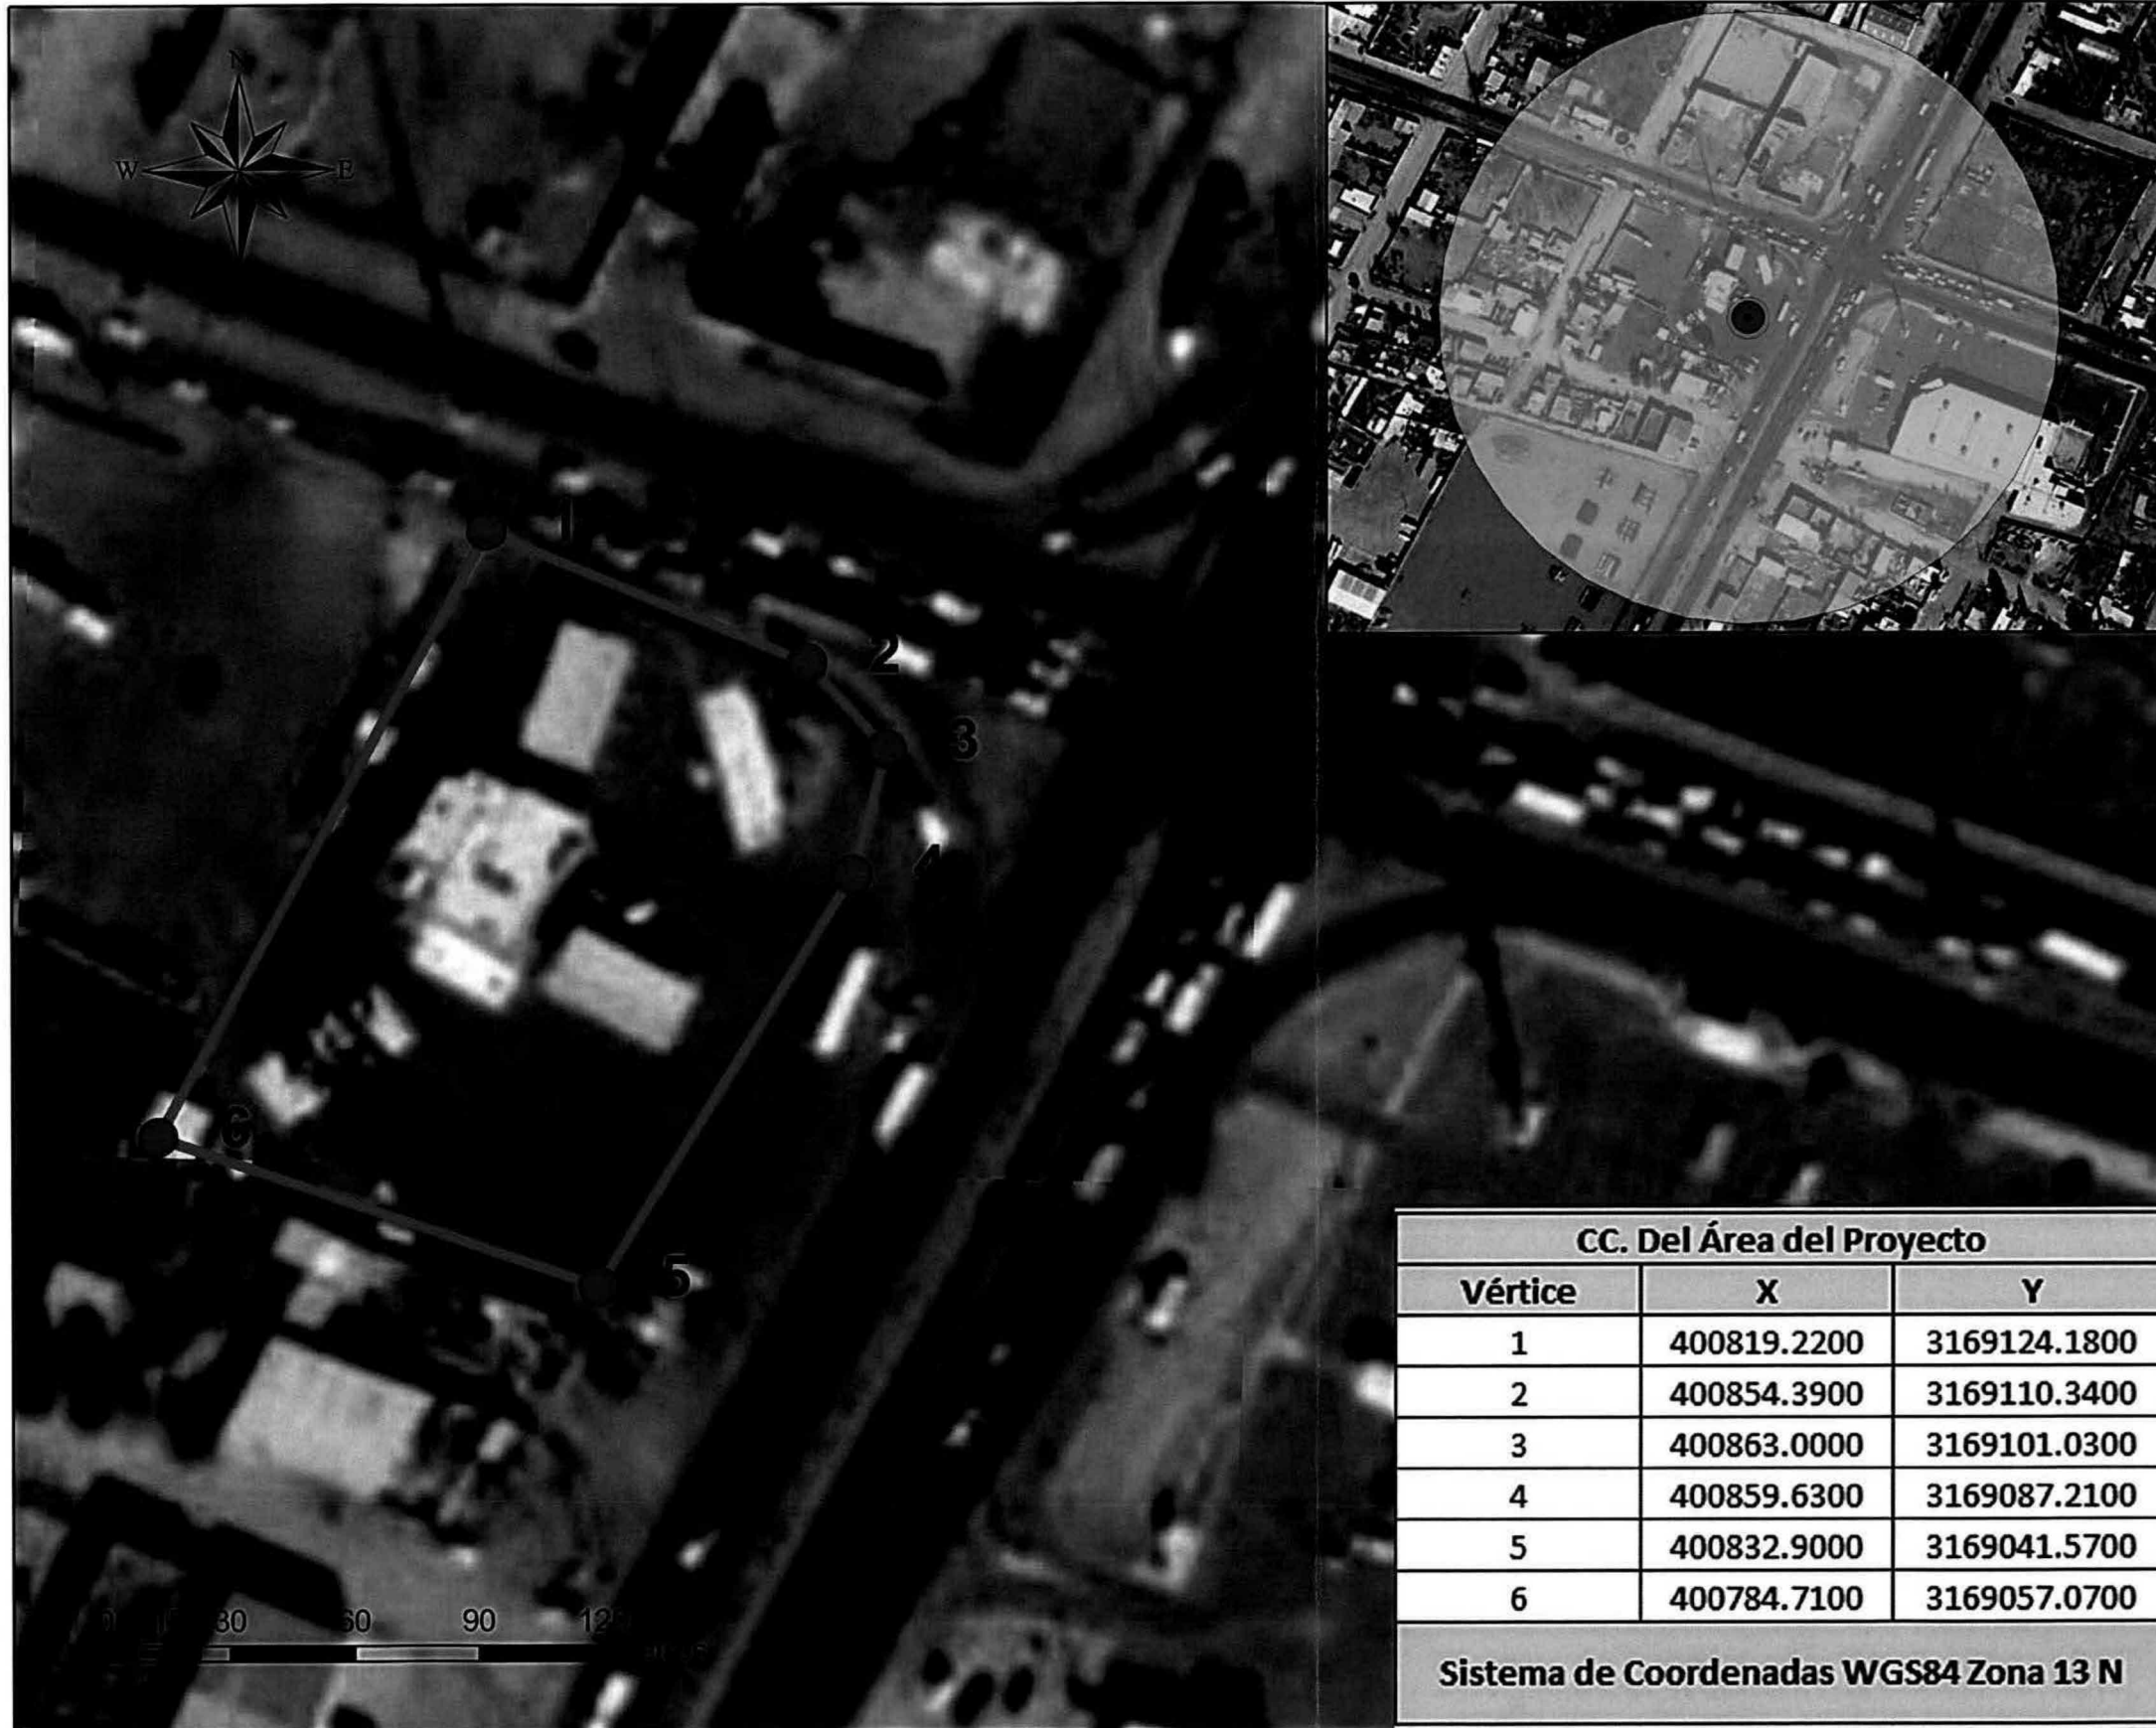 N
W E
1
2
3
4
5
6
30 60 90 120
CC. Del Área del Proyecto
Vértice X Y
1 400819.2200 3169124.1800
2 400854.3900 3169110.3400
3 400863.0000 3169101.0300
4 400859.6300 3169087.2100
5 400832.9000 3169041.5700
6 400784.7100 3169057.0700
Sistema de Coordenadas WGS84 Zona 13 N